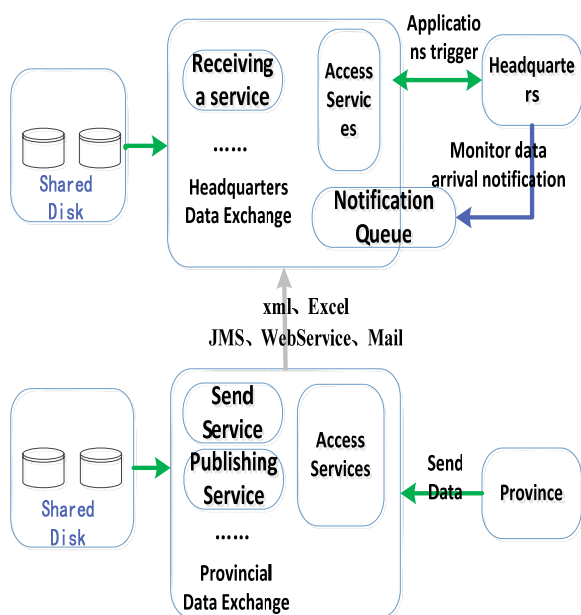 Applicatio
ns trigger
Receiving
a service
Access
Servic
es
Headquarte
rs
……
Shared
Disk
Headquarters
Data Exchange
Monitor data
arrival notification
Notification
Queue
xml、Excel
JMS、WebService、Mail
Send
Service
Publishing
Service
Access
Services
Send
Data
Province
Shared
Disk
……
Provincial
Data Exchange